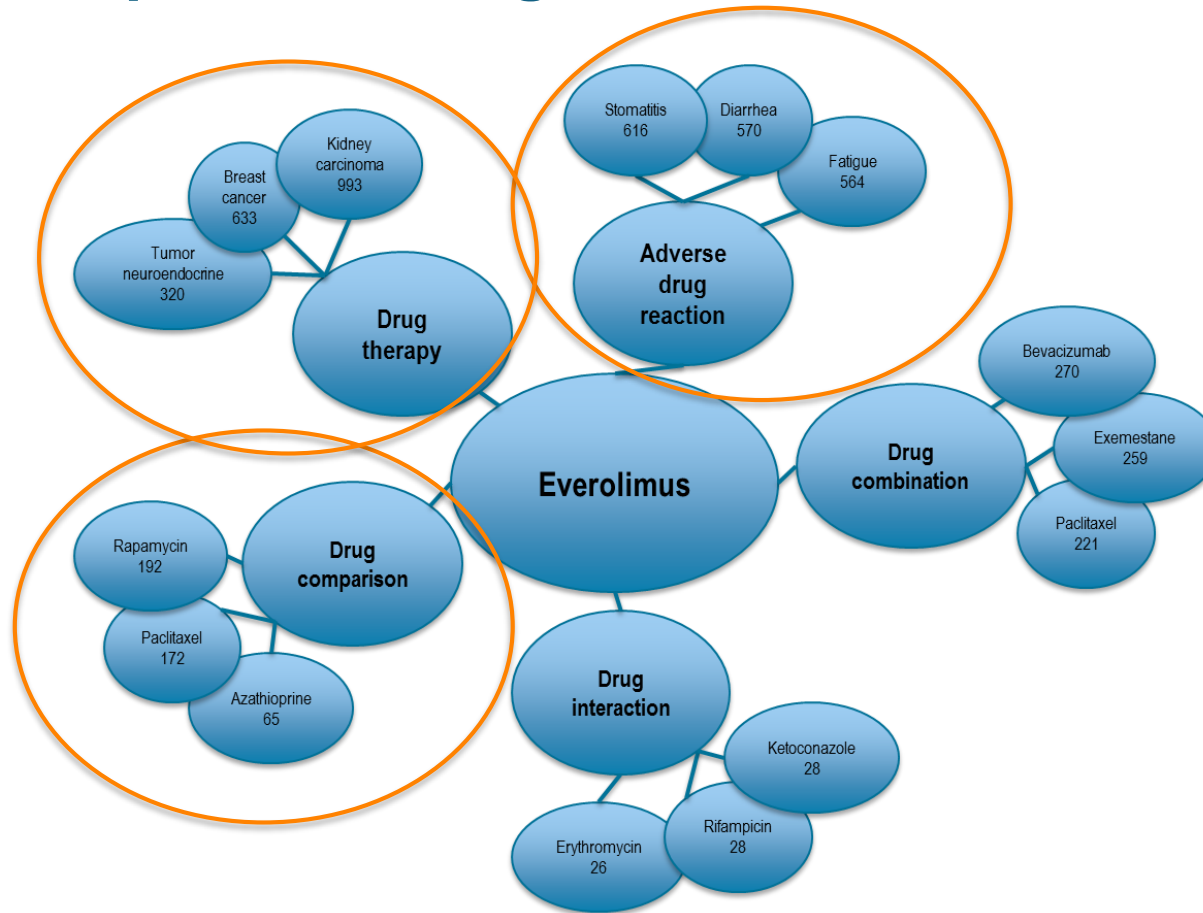 Stomatitis
616
Diarrhea
570
Fatigue
564
Kidney
carcinoma
993
Breast
cancer
633
Tumor
neuroendocrine
320
Adverse
drug
reaction
Drug
therapy
Bevacizumab
270
Exemestane
259
Paclitaxel
221
Drug
combination
Everolimus
Rapamycin
192
Paclitaxel
172
Azathioprine
65
Drug
comparison
Drug
interaction
Ketoconazole
28
Rifampicin
28
Erythromycin
26